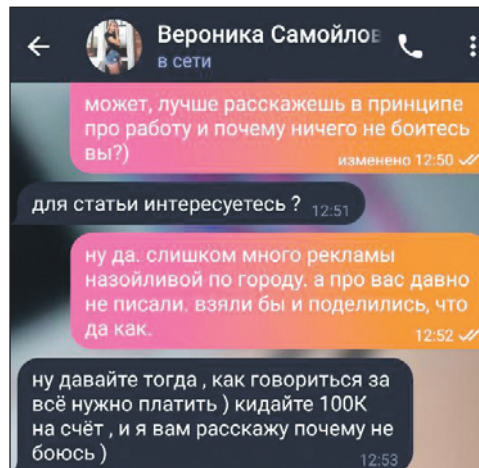 Вероника Самойлов
в сети
может, лучше расскажешь в принципе
про работу и почему ничего не боитесь
вы?)
изменено 12:50
для статьи интересуетесь ? 12:51
ну да. слишком много рекламы
назойливой по городу. а про вас давно
не писали. взяли бы и поделились, что
да как.
12:52
ну давайте тогда , как говориться за
всё нужно платить ) кидайте 100К
на счёт , и я вам расскажу почему не
боюсь )
12:53